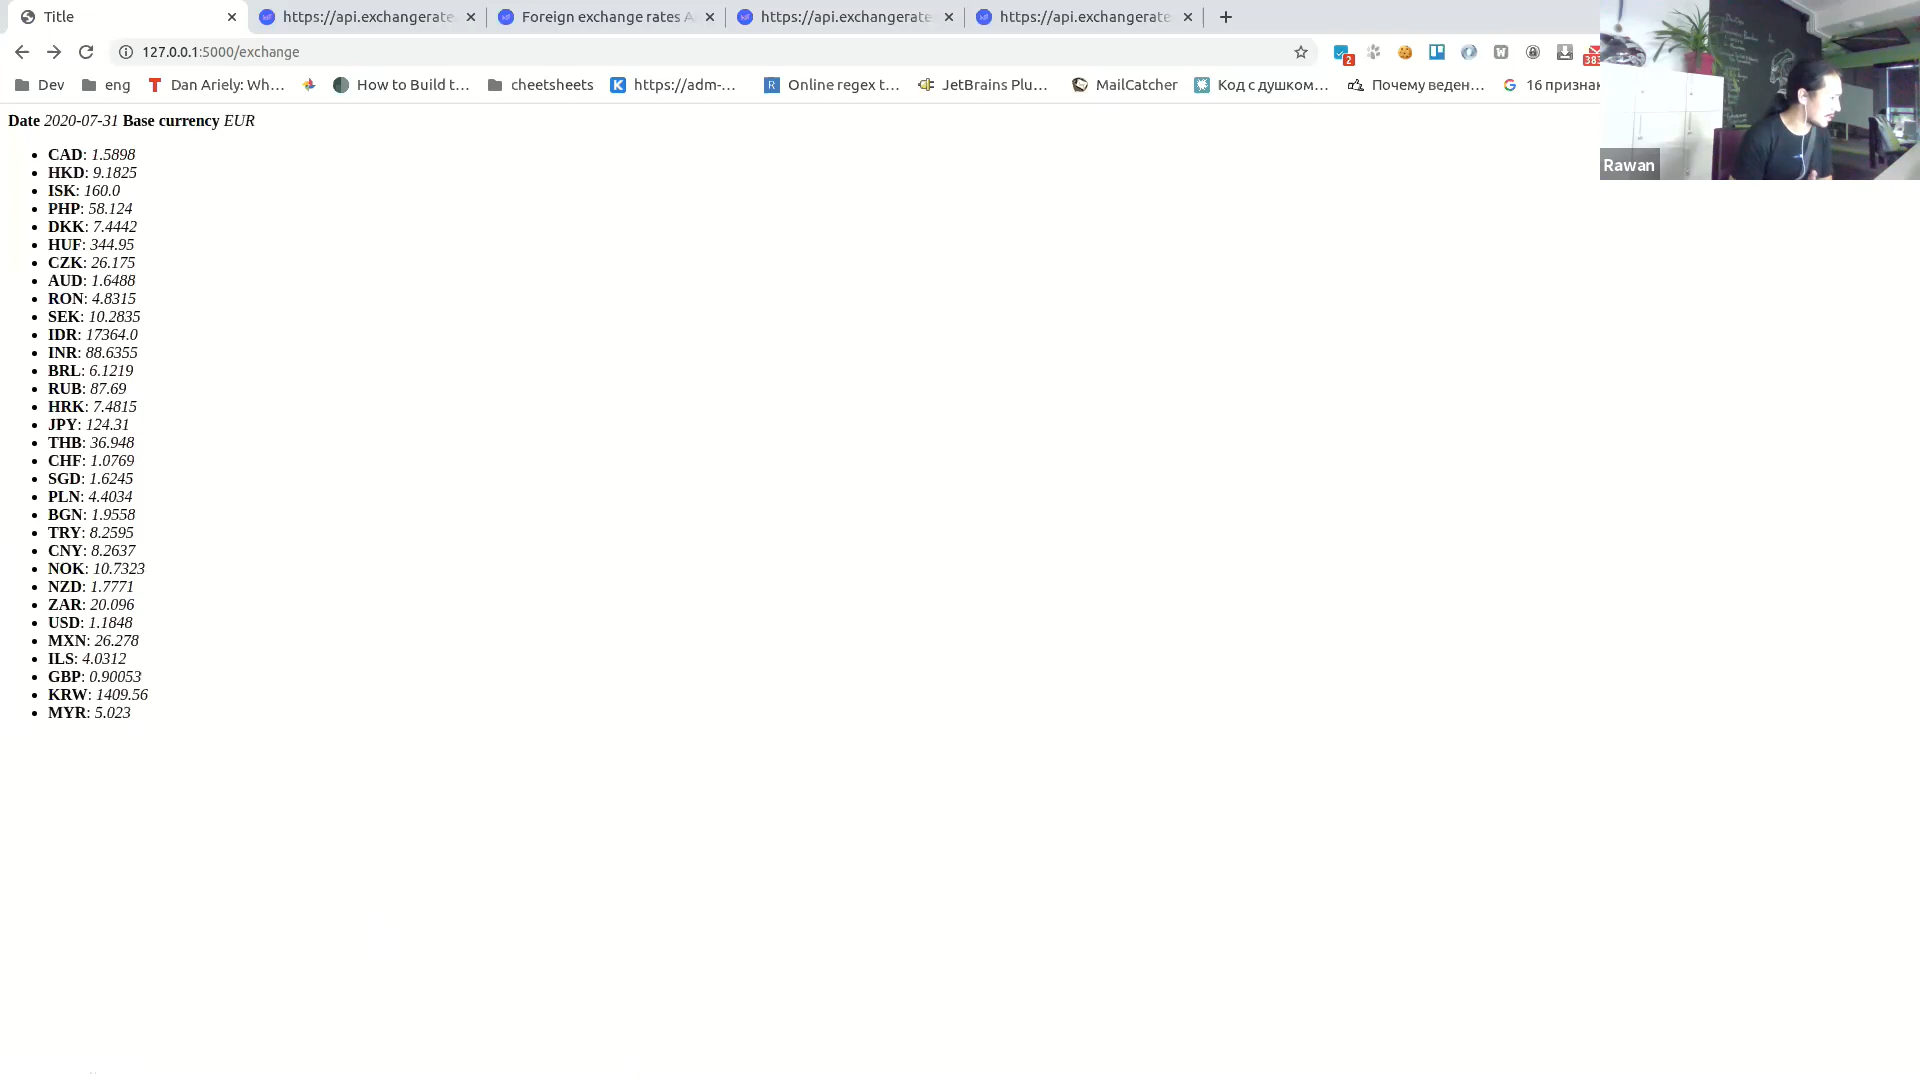 Title
https://api.exchangerate
Foreign exchange rates A
https://api.exchangerate
https://api.exchangerate
127.0.0.1:5000/exchange
2
383
Dev
eng
Dan Ariely: Wh...
How to Build t...
cheetsheets
https://adm-...
Online regex t...
JetBrains Plu...
MailCatcher
Код с душком...
Почему веден...
16 признак
Rawan
Date 2020-07-31 Base currency EUR
CAD: 1.5898
HKD: 9.1825
ISK: 160.0
PHP: 58.124
DKK: 7.4442
HUF: 344.95
CZK: 26.175
AUD: 1.6488
RON: 4.8315
SEK: 10.2835
IDR: 17364.0
INR: 88.6355
BRL: 6.1219
RUB: 87.69
HRK: 7.4815
JPY: 124.31
THB: 36.948
CHF: 1.0769
SGD: 1.6245
PLN: 4.4034
BGN: 1.9558
TRY: 8.2595
CNY: 8.2637
NOK: 10.7323
NZD: 1.7771
ZAR: 20.096
USD: 1.1848
MXN: 26.278
ILS: 4.0312
GBP: 0.90053
KRW: 1409.56
MYR: 5.023